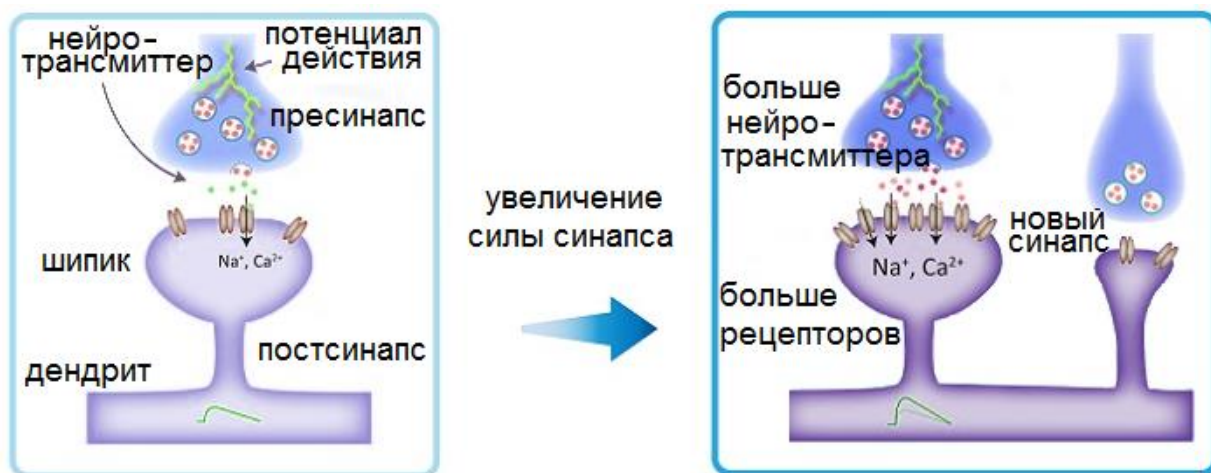 нейро-
трансмиттер
потенциал
действия
пресинапс
шипик
Na⁺, Ca²⁺
постсинапс
дендрит
увеличение
силы синапса
больше
нейро-
трансмиттера
новый
синапс
Na⁺, Ca²⁺
больше
рецепторов